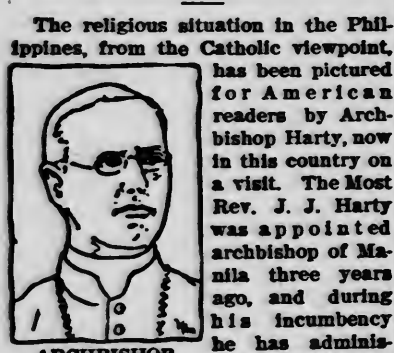 The religious situation in the Phil-
ippines, from the Catholic viewpoint,
has been pictured
for American
readers by Arch-
bishop Harty, now
in this country on
a visit. The Most
Rev. J. J. Harty
was appointed
archbishop of Ma-
nila three years
ago, and during
his incumbency
he has adminis-
ARCHBISHOP